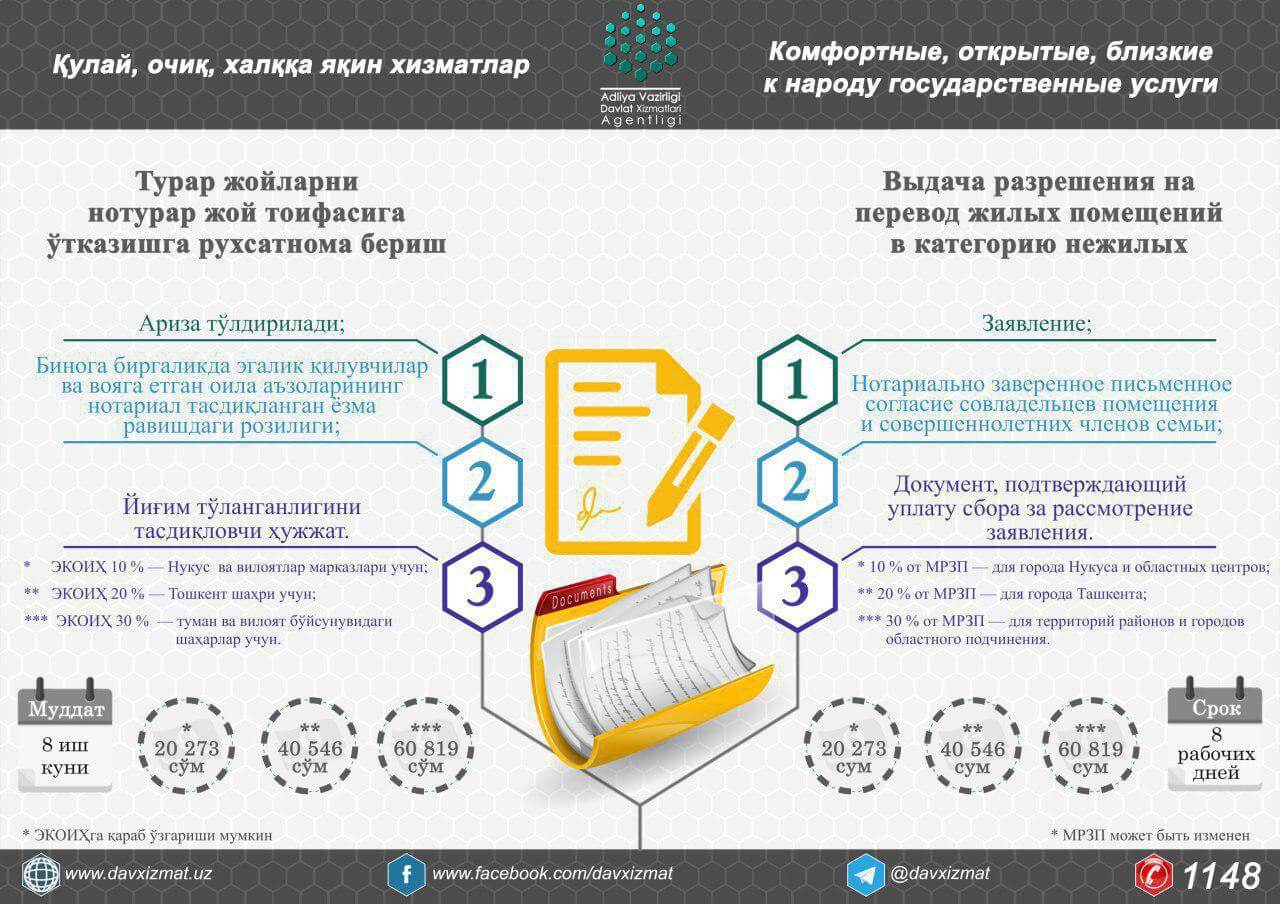 Қулай, очиқ, халққа яқин хизматлар
Adliya Vazirligi
Davlat Xizmatlari
Agentligi
Комфортные, открытые, близкие
к народу государственные услуги
Турар жойларни
нотурар жой тоифасига
ўтказишга рухсатнома бериш
Ариза тўлдирилади;
1
Бинога биргаликда эгалик қилувчилар
ва вояга етган оила аъзоларининг
нотариал тасдиқланган ёзма
равишдаги розилиги;
2
Йиғим тўланганлигини
тасдиқловчи ҳужжат.
3
* ЭКОИҲ 10 % — Нукус ва вилоятлар марказлари учун;
** ЭКОИҲ 20 % — Тошкент шаҳри учун;
*** ЭКОИҲ 30 % — туман ва вилоят бўйсунувидаги
шаҳарлар учун.
Муддат
8 иш
куни
*
20 273
сўм
**
40 546
сўм
***
60 819
сўм
* ЭКОИҲга қараб ўзгариши мумкин
Documents
Выдача разрешения на
перевод жилых помещений
в категорию нежилых
1
Заявление;
2
Нотариально заверенное письменное
согласие совладельцев помещения
и совершеннолетних членов семьи;
3
Документ, подтверждающий
уплату сбора за рассмотрение
заявления.
* 10 % от МРЗП — для города Нукуса и областных центров;
** 20 % от МРЗП — для города Ташкента;
*** 30 % от МРЗП — для территорий районов и городов
областного подчинения.
*
20 273
сум
**
40 546
сум
***
60 819
сум
Срок
8
рабочих
дней
* МРЗП может быть изменен
www.davxizmat.uz
www.facebook.com/davxizmat
@davxizmat
1148